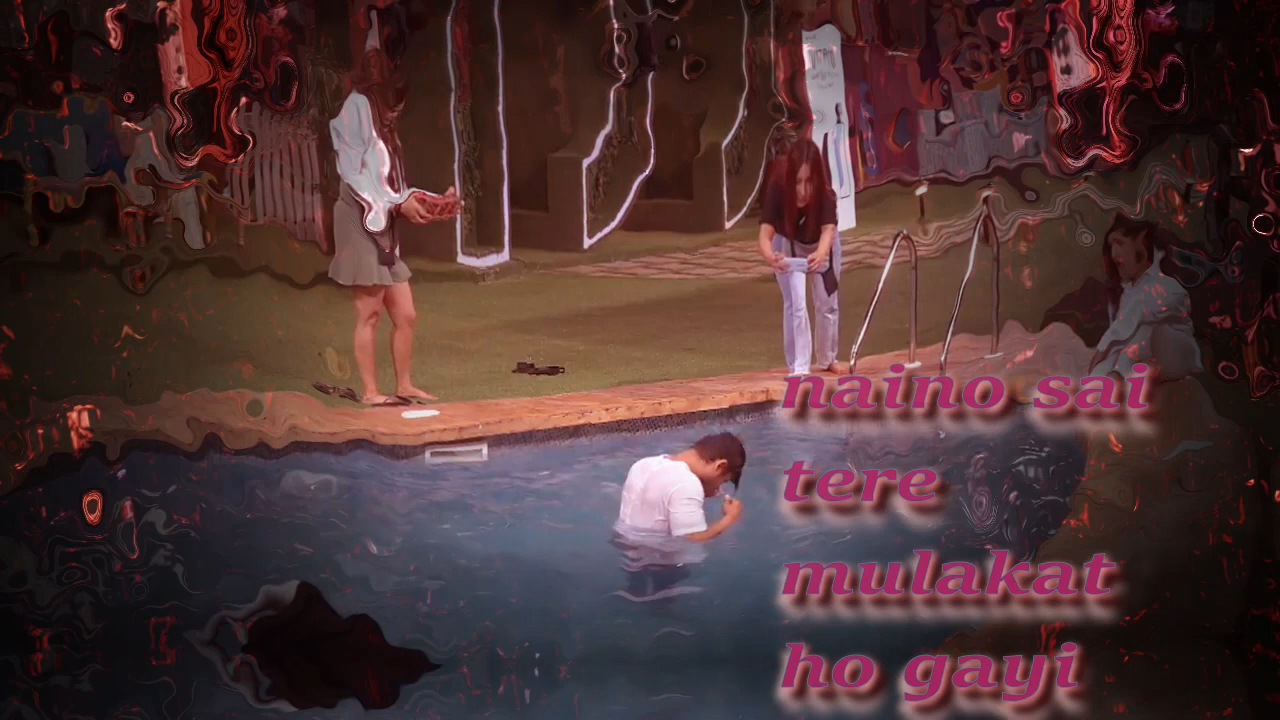 naino sai
tere
mulakat
ho gayi